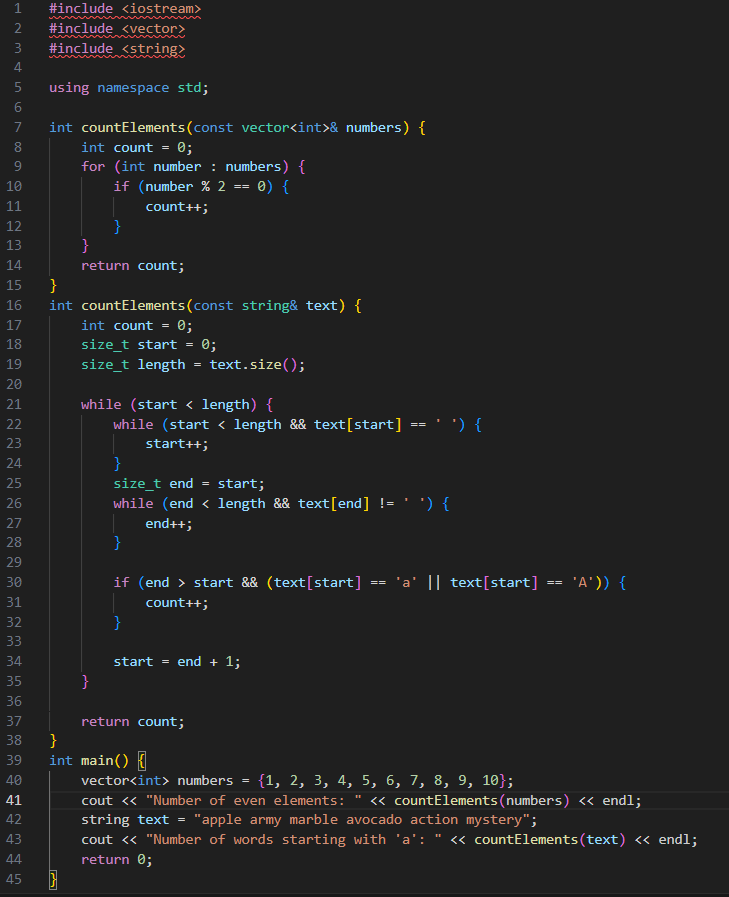 1 #include <iostream>
2 #include <vector>
3 #include <string>
4
5 using namespace std;
6
7 int countElements(const vector<int>& numbers) {
8     int count = 0;
9     for (int number : numbers) {
10         if (number % 2 == 0) {
11             count++;
12         }
13     }
14     return count;
15 }
16 int countElements(const string& text) {
17     int count = 0;
18     size_t start = 0;
19     size_t length = text.size();
20
21     while (start < length) {
22         while (start < length && text[start] == ' ') {
23             start++;
24         }
25         size_t end = start;
26         while (end < length && text[end] != ' ') {
27             end++;
28         }
29
30         if (end > start && (text[start] == 'a' || text[start] == 'A')) {
31             count++;
32         }
33
34         start = end + 1;
35     }
36
37     return count;
38 }
39 int main() {
40     vector<int> numbers = {1, 2, 3, 4, 5, 6, 7, 8, 9, 10};
41     cout << "Number of even elements: " << countElements(numbers) << endl;
42     string text = "apple army marble avocado action mystery";
43     cout << "Number of words starting with 'a': " << countElements(text) << endl;
44     return 0;
45 }